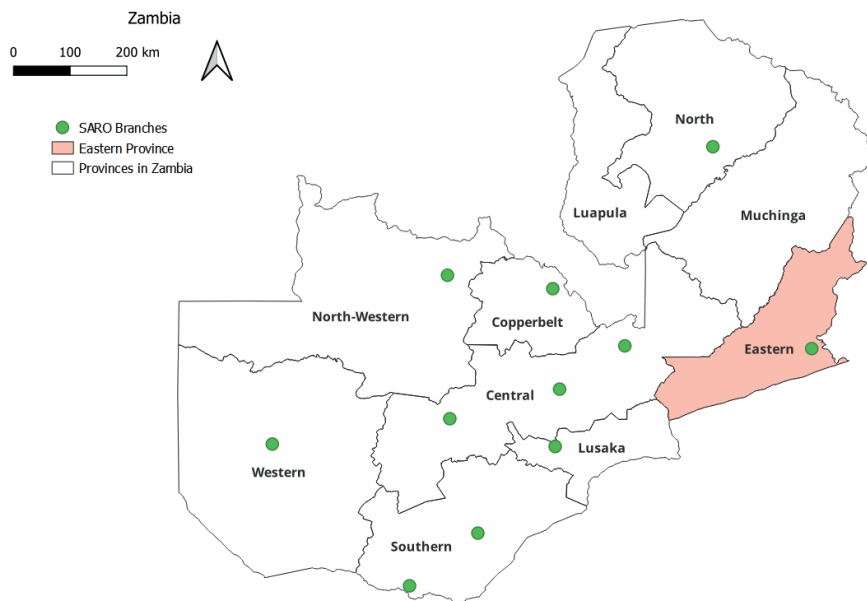 Zambia
0 100 200 km
SARO Branches
Eastern Province
Provinces in Zambia
North
Luapula
Muchinga
North-Western
Copperbelt
Eastern
Central
Lusaka
Western
Southern